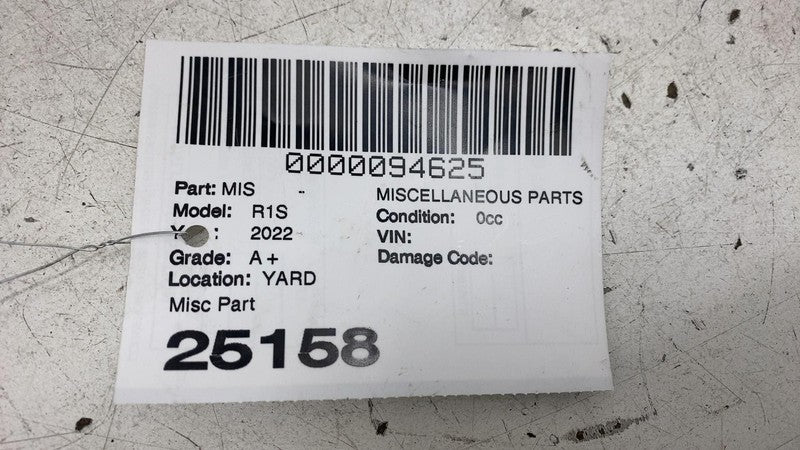 0000094625
Part: MIS - MISCELLANEOUS PARTS
Model: R1S Condition: 0cc
: 2022 VIN:
Grade: A+ Damage Code:
Location: YARD
Misc Part
25158